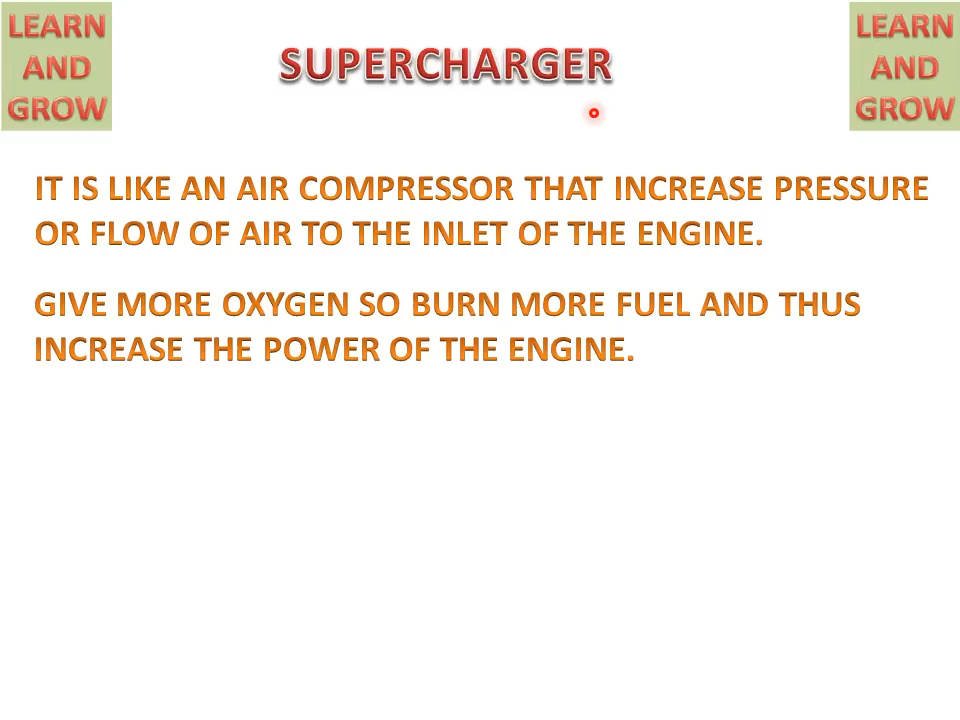 LEARN
AND
GROW
SUPERCHARGER
LEARN
AND
GROW
IT IS LIKE AN AIR COMPRESSOR THAT INCREASE PRESSURE
OR FLOW OF AIR TO THE INLET OF THE ENGINE.
GIVE MORE OXYGEN SO BURN MORE FUEL AND THUS
INCREASE THE POWER OF THE ENGINE.